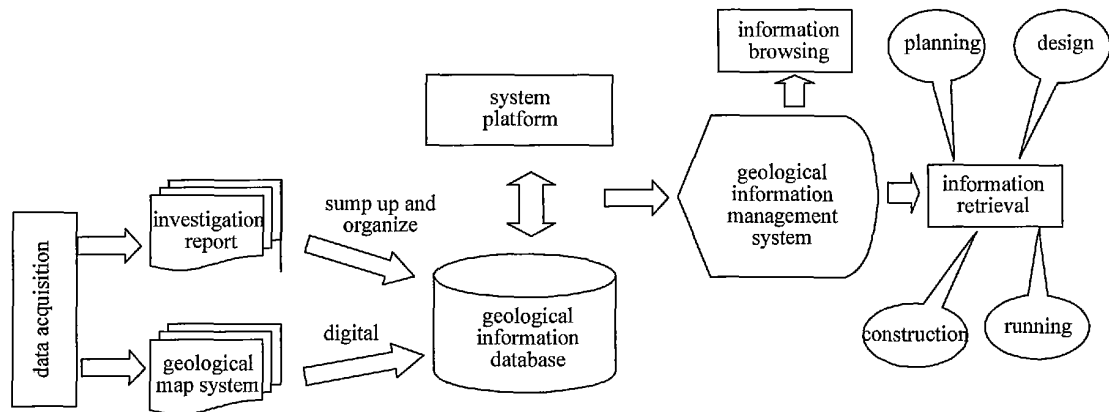 data acquisition
investigation
report
geological
map system
sump up and
organize
digital
system
platform
geological
information
database
information
browsing
geological
information
management
system
information
retrieval
planning
design
construction
running